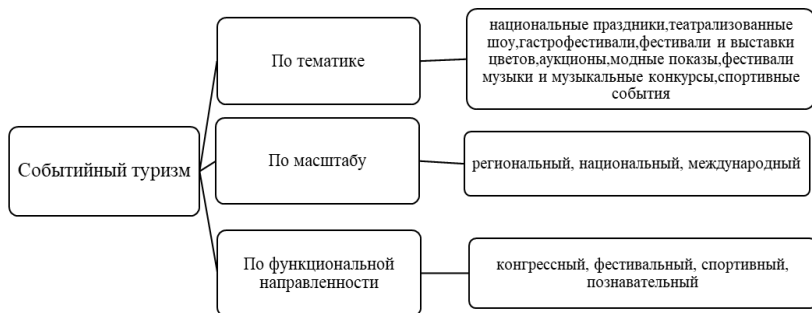 Событийный туризм
По тематике
национальные праздники,театрализованные
шоу,гастрофестивали,фестивали и выставки
цветов,аукционы,модные показы,фестивали
музыки и музыкальные конкурсы,спортивные
события
По масштабу
региональный, национальный, международный
По функциональной
направленности
конгрессный, фестивальный, спортивный,
познавательный